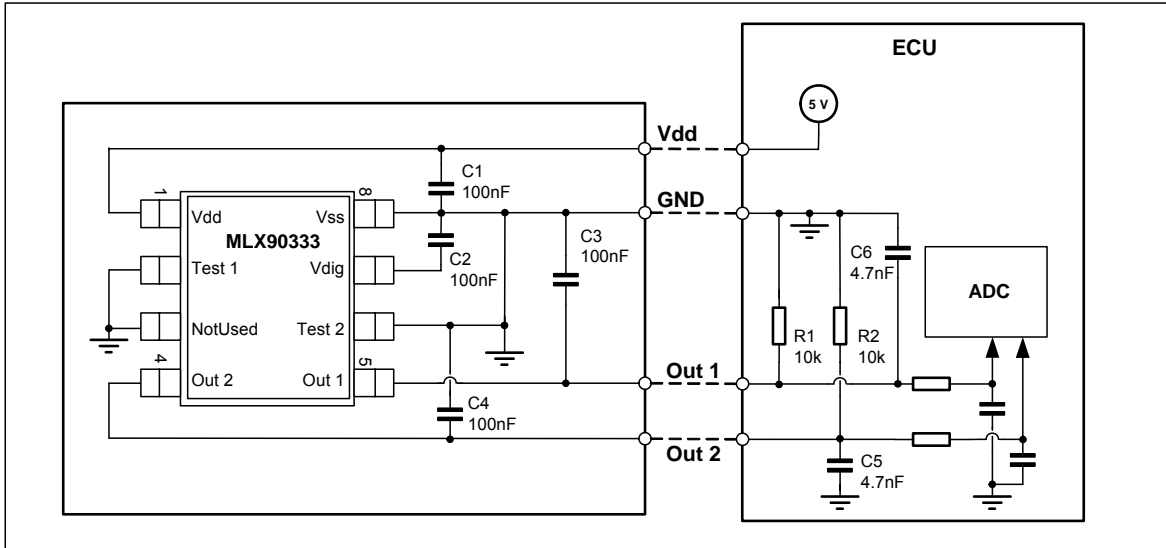 ECU
5 V
Vdd
C1
100nF
GND
1
8
Vdd
Vss
MLX90333
C3
100nF
C2
100nF
C6
4.7nF
Test 1
Vdig
ADC
NotUsed
Test 2
R1
10k
R2
10k
4
5
Out 2
Out 1
Out 1
C4
100nF
Out 2
C5
4.7nF